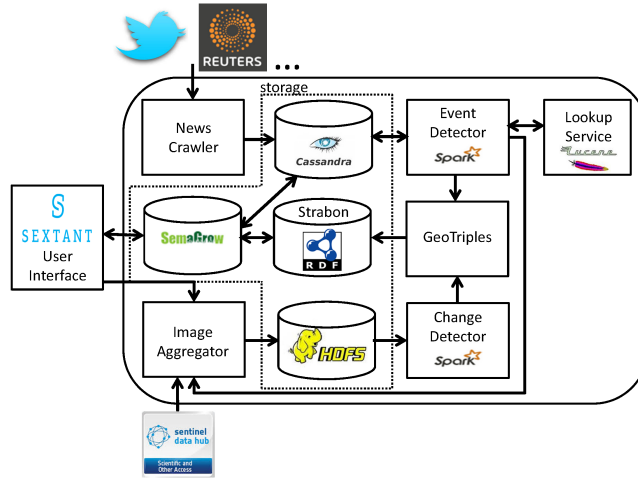 REUTERS
...
storage
News
Crawler
cassandra
Event
Detector
Spark
Lookup
Service
Lucene
S
SEXTANT
User
Interface
SemaGrow
Strabon
RDF
GeoTriples
Image
Aggregator
HDFS
Change
Detector
Spark
sentinel
data hub
Scientific and
Other Access